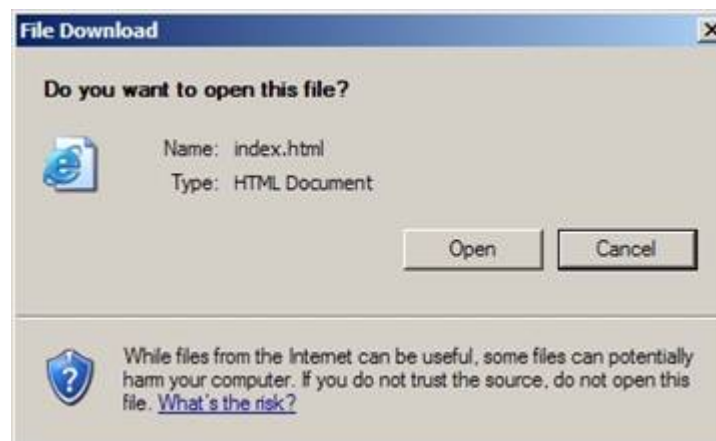 File Download
Do you want to open this file?
Name: index.html
Type: HTML Document
Open Cancel
While files from the Internet can be useful, some files can potentially
harm your computer. If you do not trust the source, do not open this
file. What's the risk?